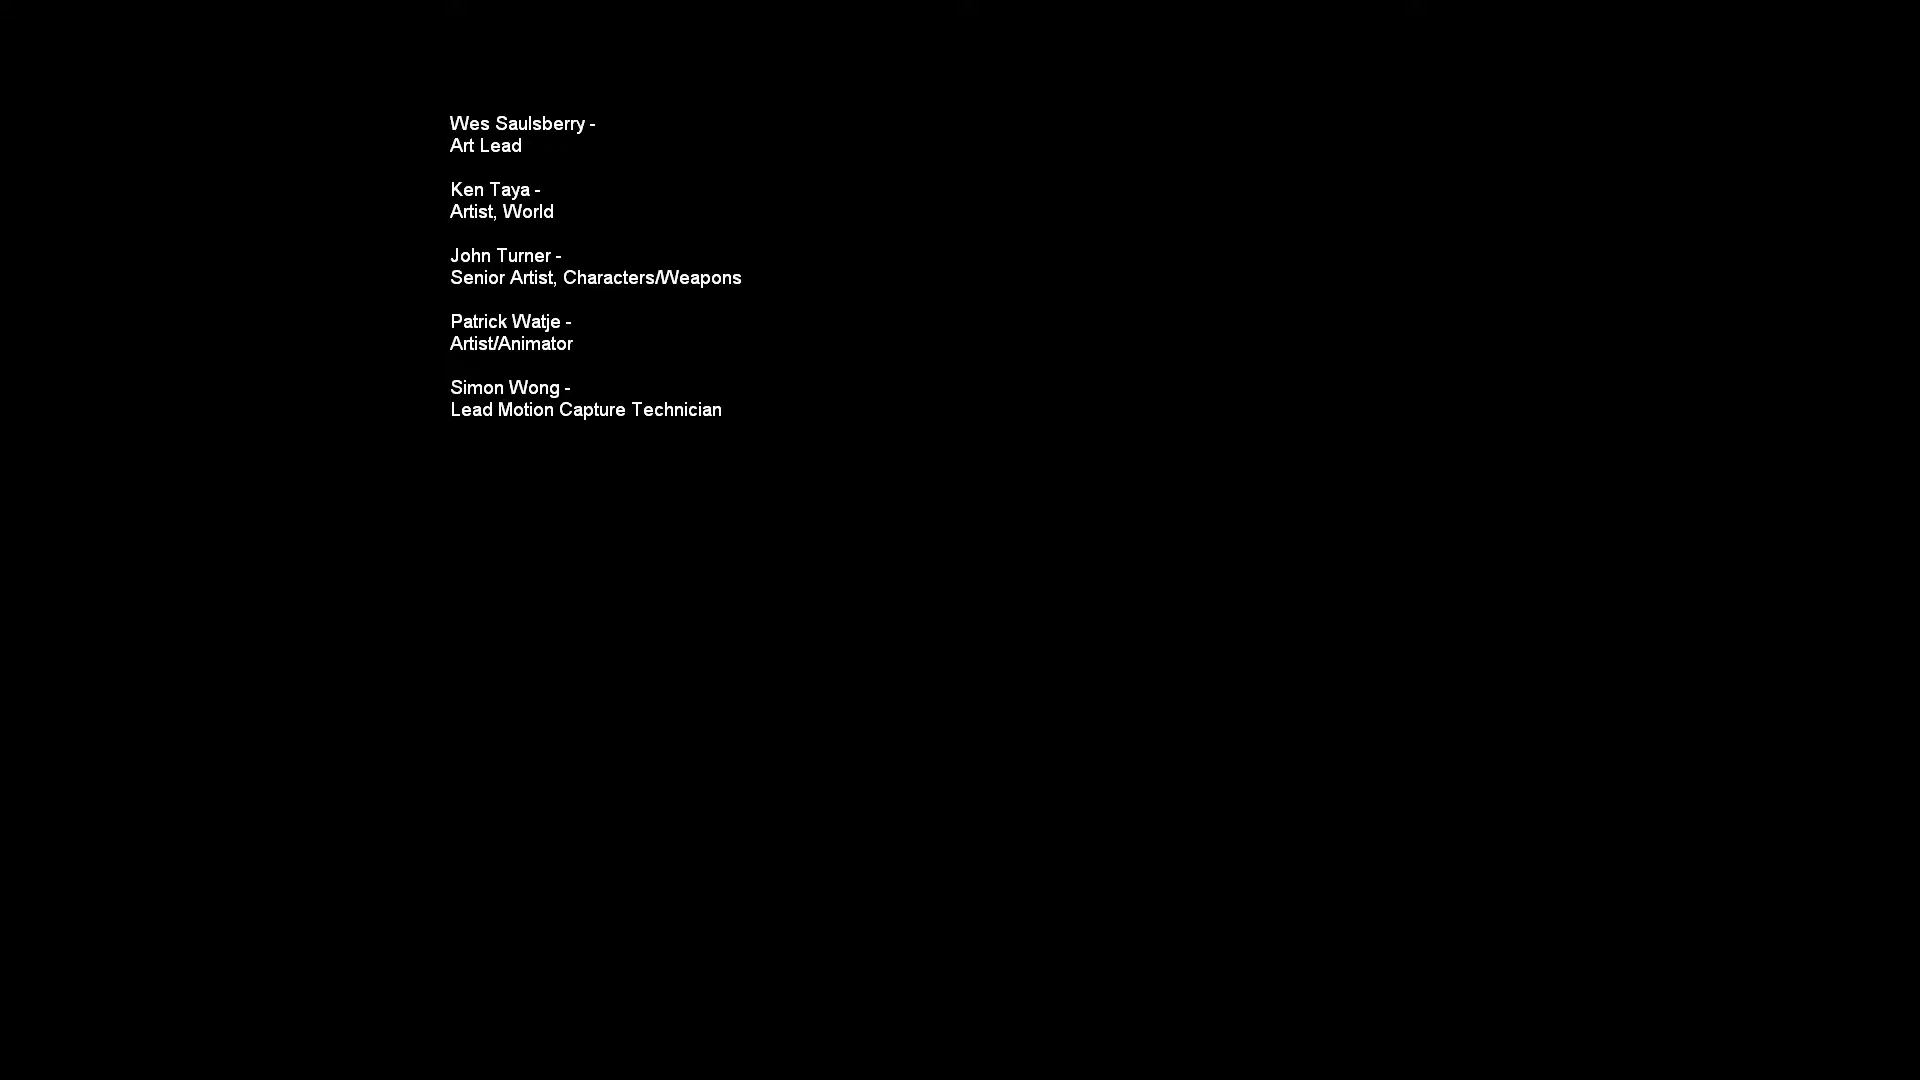 Wes Saulsberry -
Art Lead
Ken Taya -
Artist, World
John Turner -
Senior Artist, Characters/Weapons
Patrick Watje -
Artist/Animator
Simon Wong -
Lead Motion Capture Technician